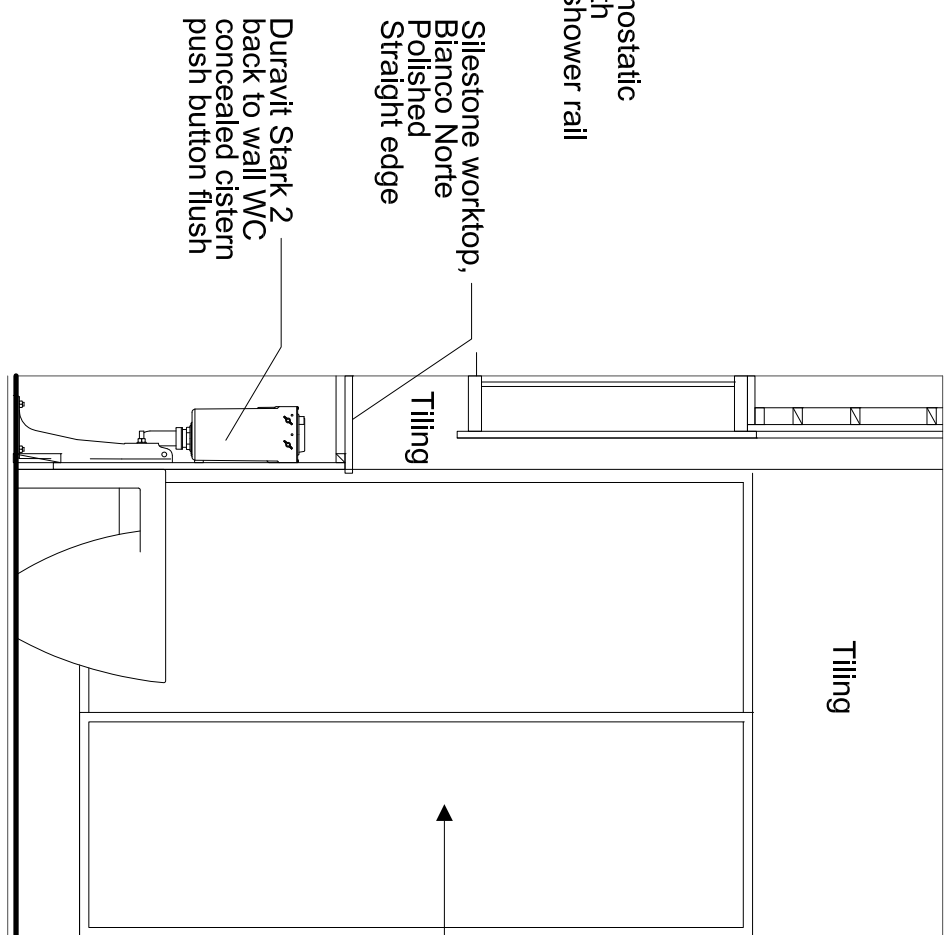 shower rail
Silestone worktop,
Bianco Norte
Polished
Straight edge
Duravit Stark 2
back to wall WC
concealed cistern
push button flush
Tiling
Tiling